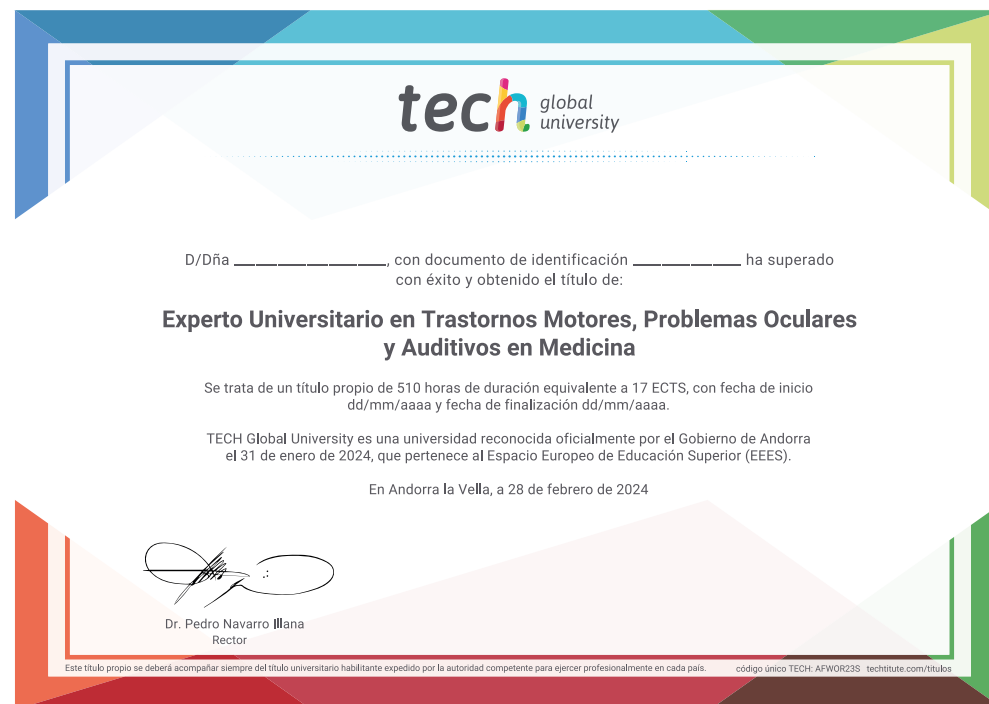 tech global university
D/Dña ______________, con documento de identificación __________ ha superado
con éxito y obtenido el título de:
Experto Universitario en Trastornos Motores, Problemas Oculares
y Auditivos en Medicina
Se trata de un título propio de 510 horas de duración equivalente a 17 ECTS, con fecha de inicio
dd/mm/aaaa y fecha de finalización dd/mm/aaaa.
TECH Global University es una universidad reconocida oficialmente por el Gobierno de Andorra
el 31 de enero de 2024, que pertenece al Espacio Europeo de Educación Superior (EEES).
En Andorra la Vella, a 28 de febrero de 2024
Dr. Pedro Navarro Illana
Rector
Este título propio se deberá acompañar siempre del título universitario habilitante expedido por la autoridad competente para ejercer profesionalmente en cada país. código único TECH: AFWOR23S techtitute.com/titulos